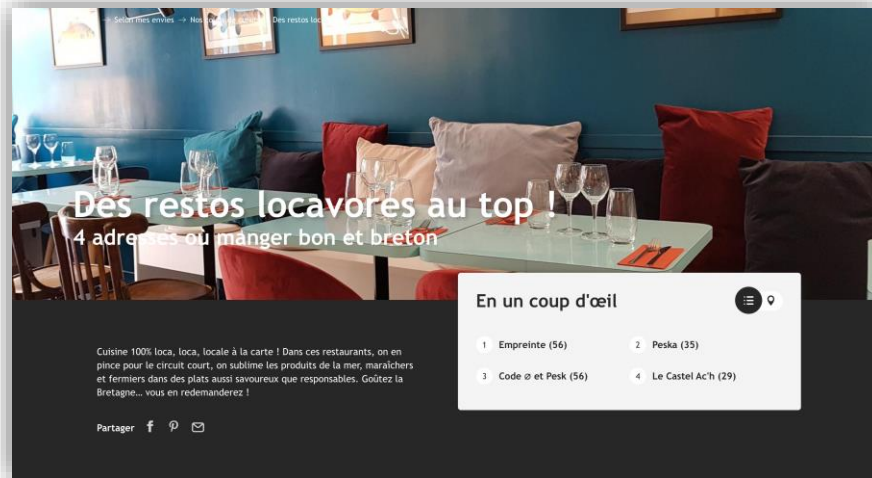 → Selon mes envies → Nos Des restos
Des restos locavores au top !
4 adresses où manger bon et breton
En un coup d'œil
1 Empreinte (56)
2 Peska (35)
3 Code ø et Pesk (56)
4 Le Castel Ac'h (29)
Cuisine 100% loca, loca, locale à la carte ! Dans ces restaurants, on en
pince pour le circuit court, on sublime les produits de la mer, maraîchers
et fermiers dans des plats aussi savoureux que responsables. Goûtez la
Bretagne… vous en redemanderez !
Partager